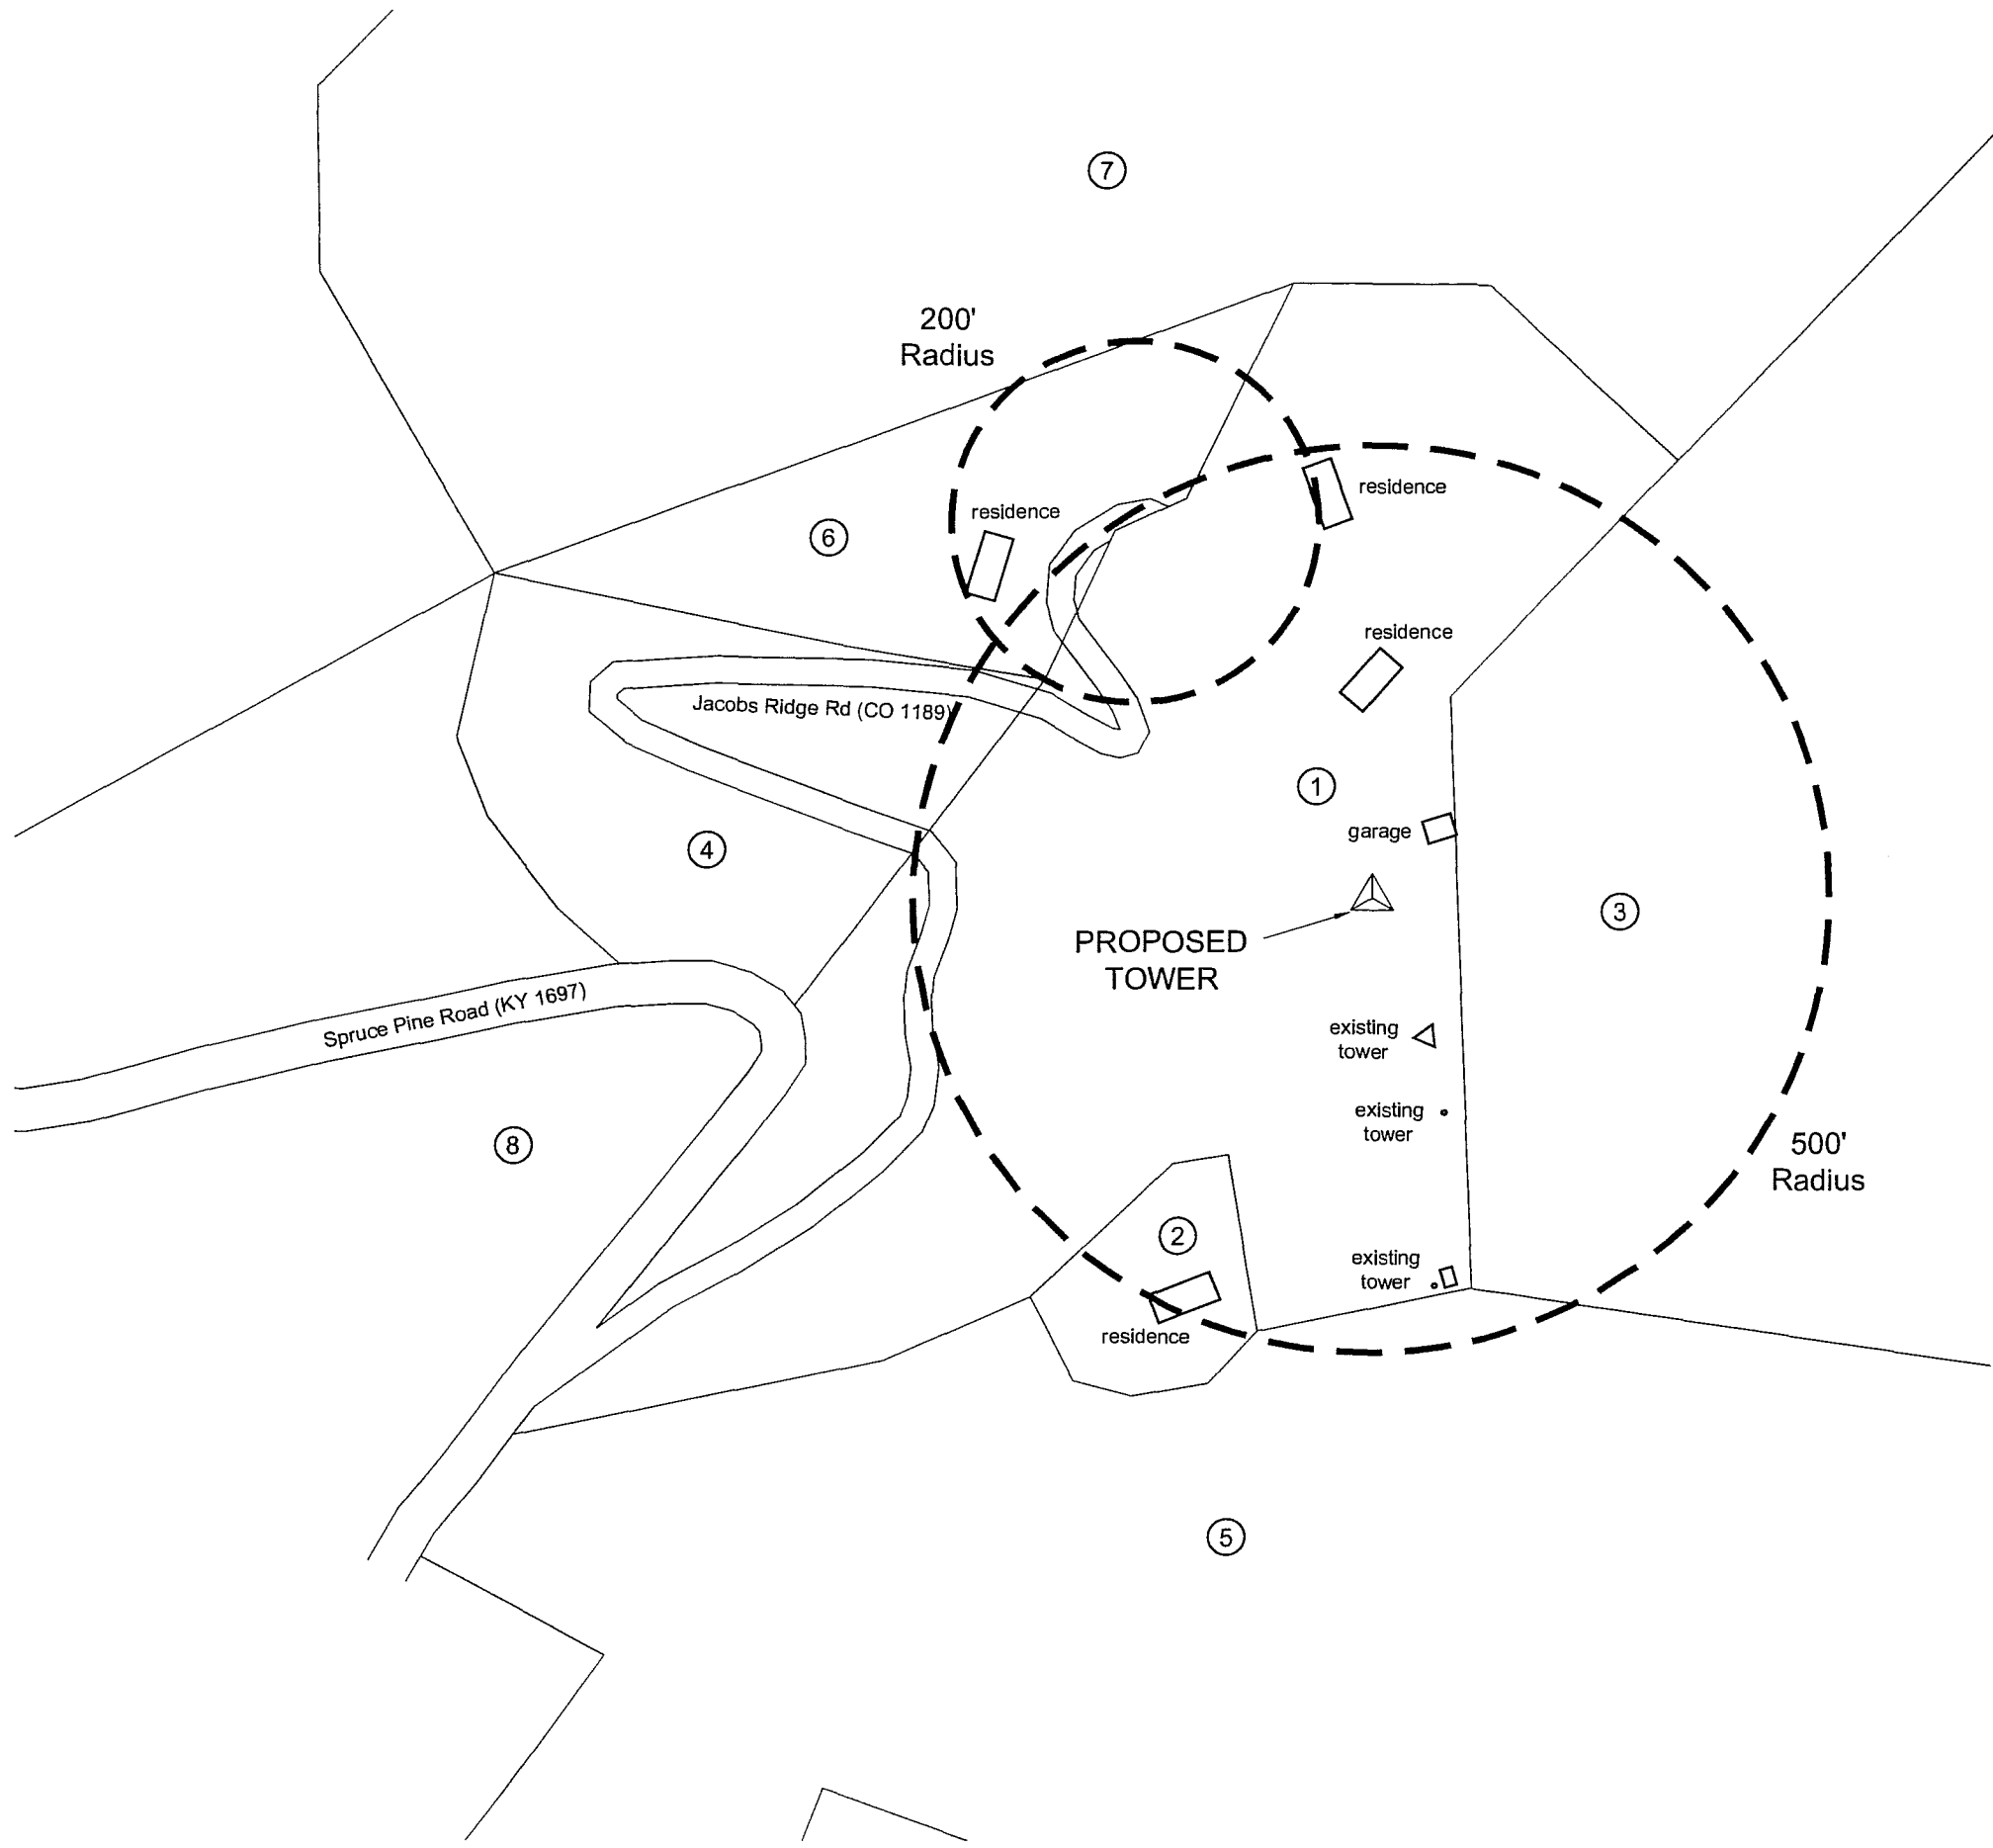 7
200'
Radius
residence
residence
6
residence
Jacobs Ridge Rd (CO 1189)
1
garage
4
3
PROPOSED
TOWER
Spruce Pine Road (KY 1697)
existing
tower
existing
tower
8
500'
Radius
2
existing
tower
residence
5